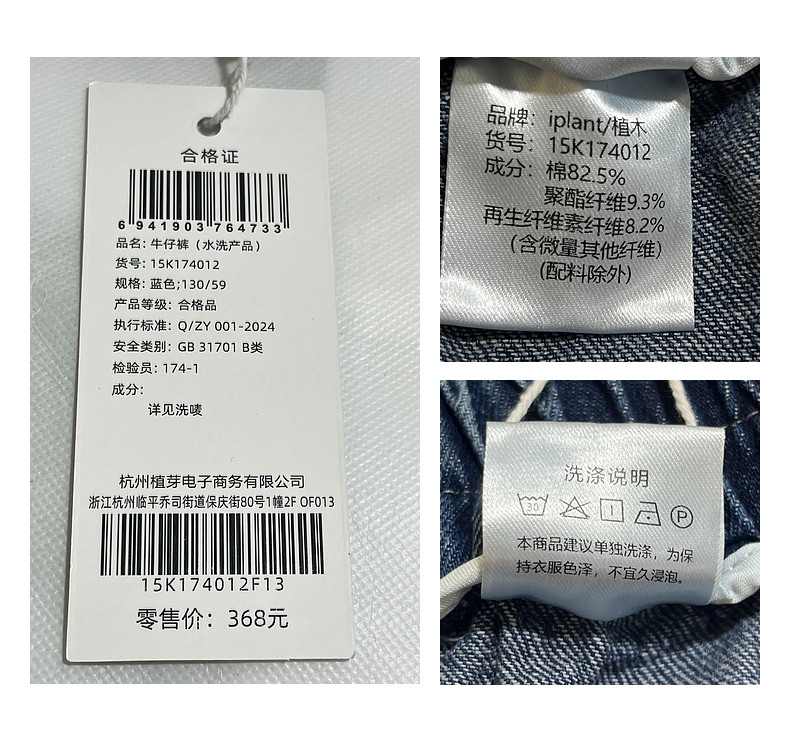 合格证
6 941903 764733
品名: 牛仔裤（水洗产品）
货号: 15K174012
规格: 蓝色;130/59
产品等级: 合格品
执行标准: Q/ZY 001-2024
安全类别: GB 31701 B类
检验员: 174-1
成分:
详见洗唛
杭州植芽电子商务有限公司
浙江杭州临平乔司街道保庆街80号1幢2F OF013
15K174012F13
零售价: 368元
品牌: iplant/植木
货号: 15K174012
成分: 棉82.5%
聚酯纤维9.3%
再生纤维素纤维8.2%
（含微量其他纤维）
(配料除外)
洗涤说明
30 P
本商品建议单独洗涤，为保
持衣服色泽，不宜久浸泡。